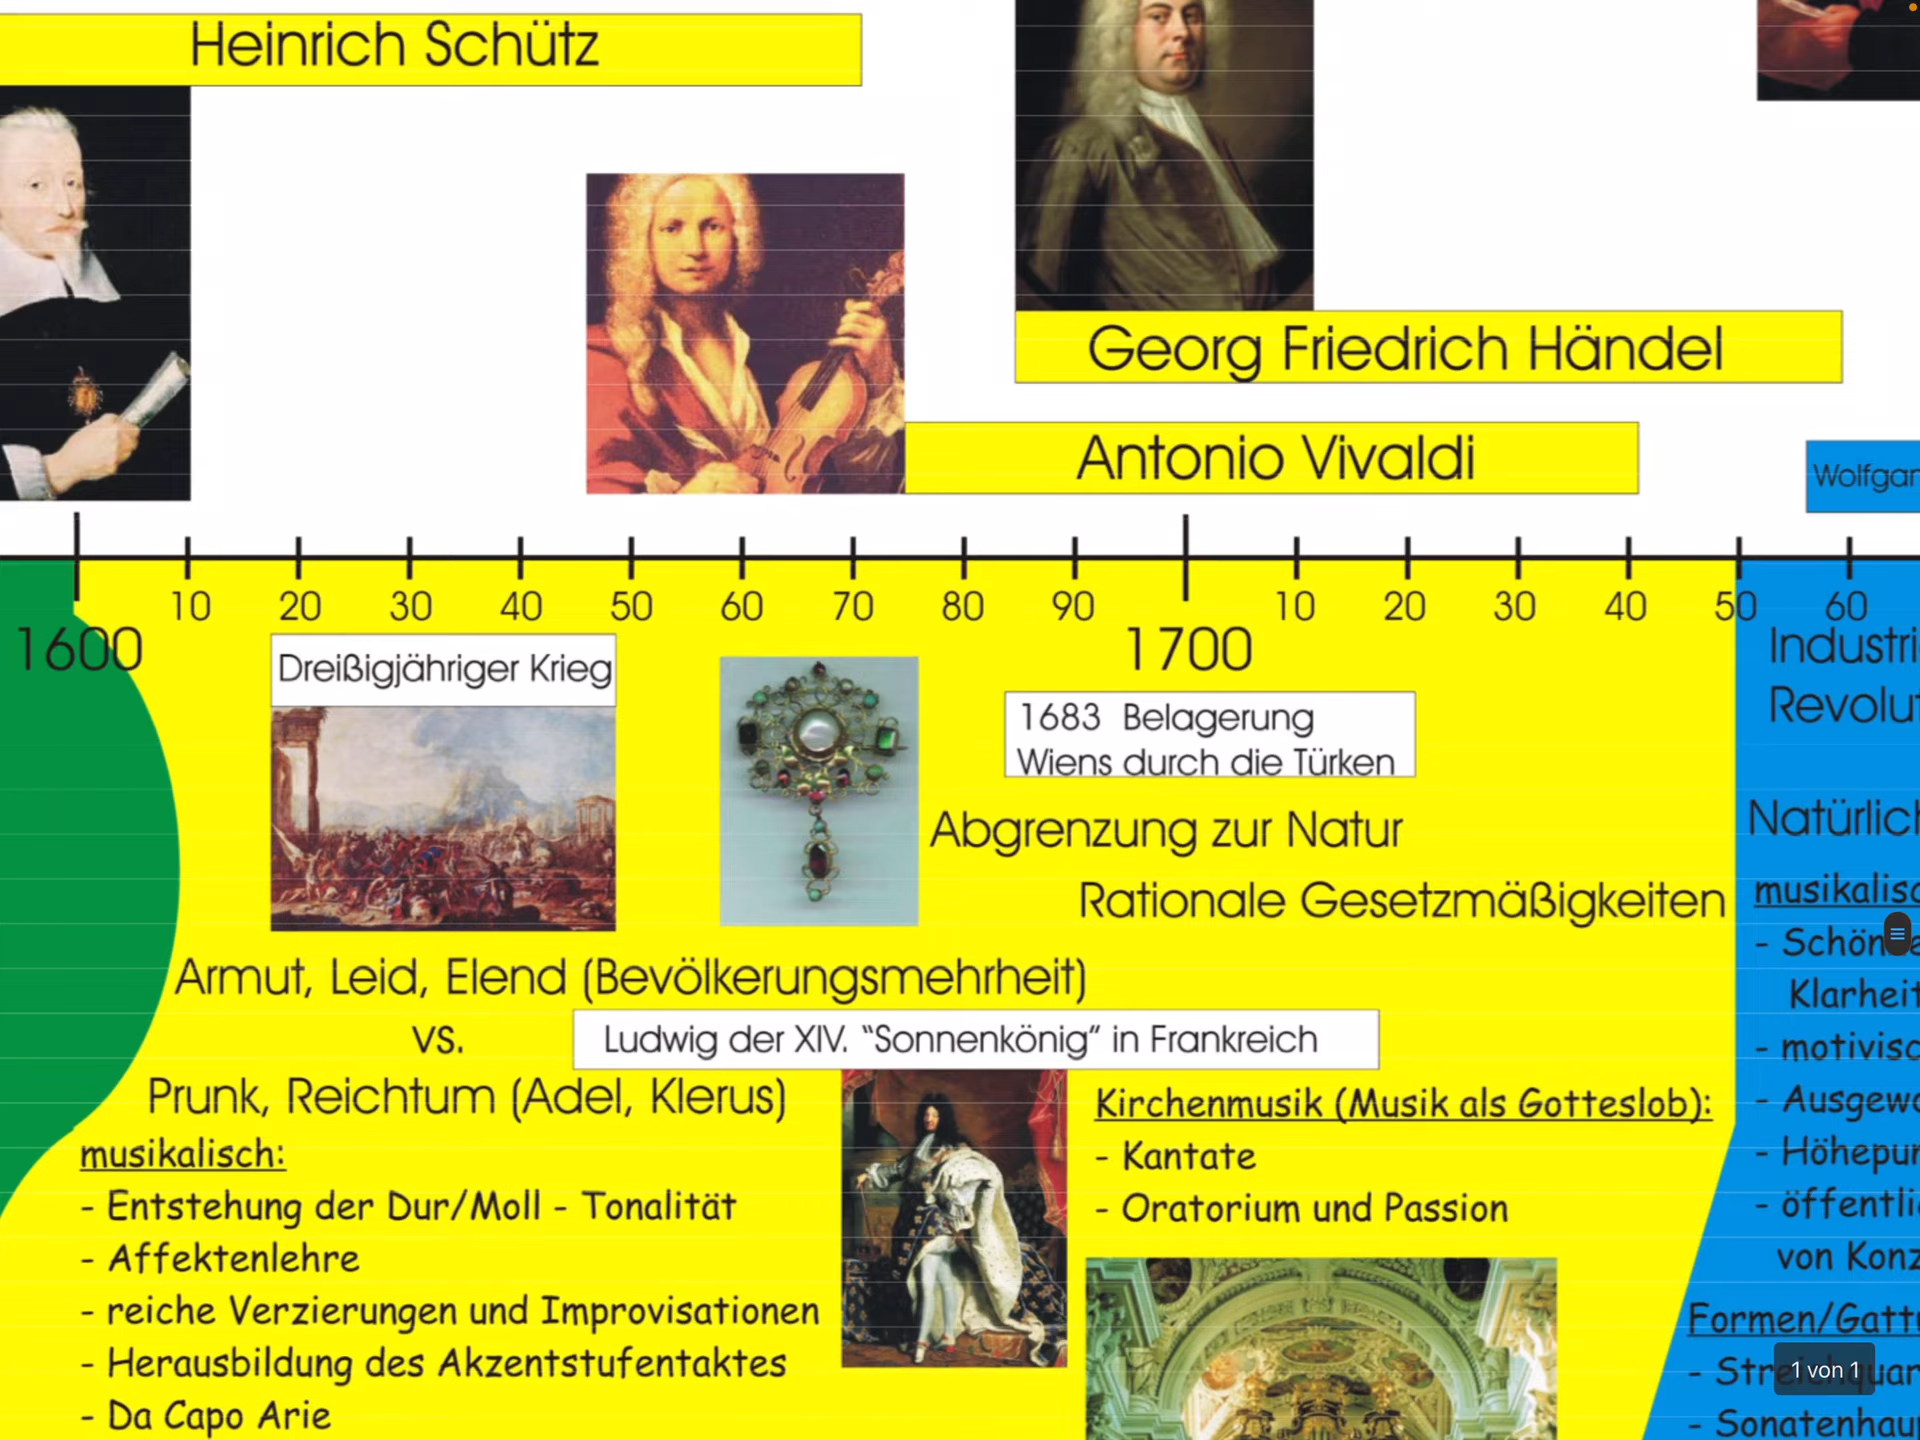 Heinrich Schütz
Georg Friedrich Händel
Antonio Vivaldi
10 20 30 40 50 60 70 80 90 10 20 30 40 50 60
1600
1700
Dreißigjähriger Krieg
1683 Belagerung
Wiens durch die Türken
Abgrenzung zur Natur
Rationale Gesetzmäßigkeiten
Armut, Leid, Elend (Bevölkerungsmehrheit)
vs.
Ludwig der XIV. “Sonnenkönig“ in Frankreich
Prunk, Reichtum (Adel, Klerus)
musikalisch:
- Entstehung der Dur/Moll - Tonalität
- Affektenlehre
- reiche Verzierungen und Improvisationen
- Herausbildung des Akzentstufentaktes
- Da Capo Arie
Kirchenmusik (Musik als Gotteslob):
- Kantate
- Oratorium und Passion
von
1 von 1